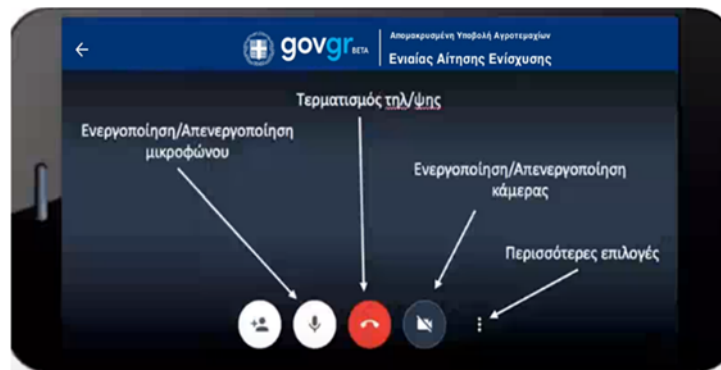 govgr BETA
Απομακρυσμένη Υποβολή Αγροτεμαχίων
Ενιαίας Αίτησης Ενίσχυσης
Τερματισμός τηλ/ψης
Ενεργοποίηση/Απενεργοποίηση
μικροφώνου
Ενεργοποίηση/Απενεργοποίηση
κάμερας
Περισσότερες επιλογές